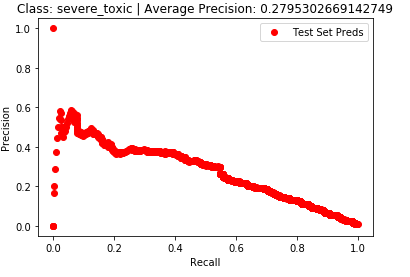 Class: severe_toxic | Average Precision: 0.2795302669142749
Test Set Preds
Precision
1.0
0.8
0.6
0.4
0.2
0.0
0.0 0.2 0.4 0.6 0.8 1.0
Recall